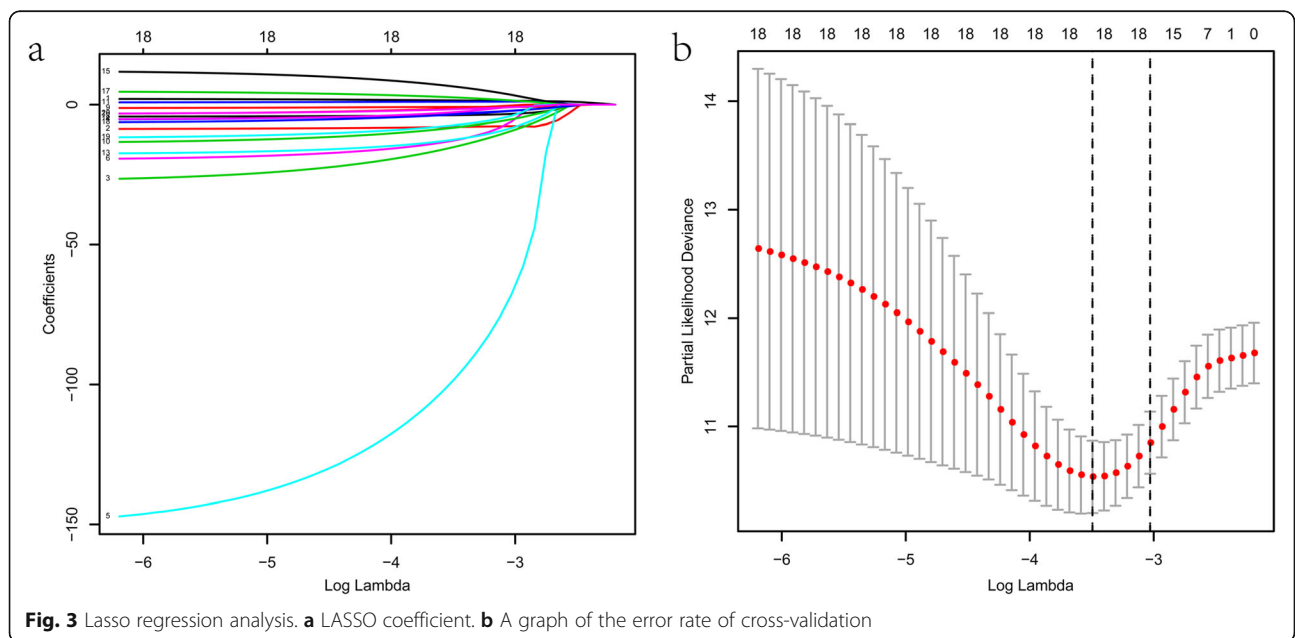 a
18 18 18 18
Coefficients
0
−50
−100
−150
15
17
1
11
9
2
19
10
13
6
3
5
−6 −5 −4 −3
Log Lambda
b
18 18 18 18 18 18 18 18 18 18 18 15 7 1 0
Partial Likelihood Deviance
14
13
12
11
−6 −5 −4 −3
Log Lambda
Fig. 3 Lasso regression analysis. a LASSO coefficient. b A graph of the error rate of cross-validation